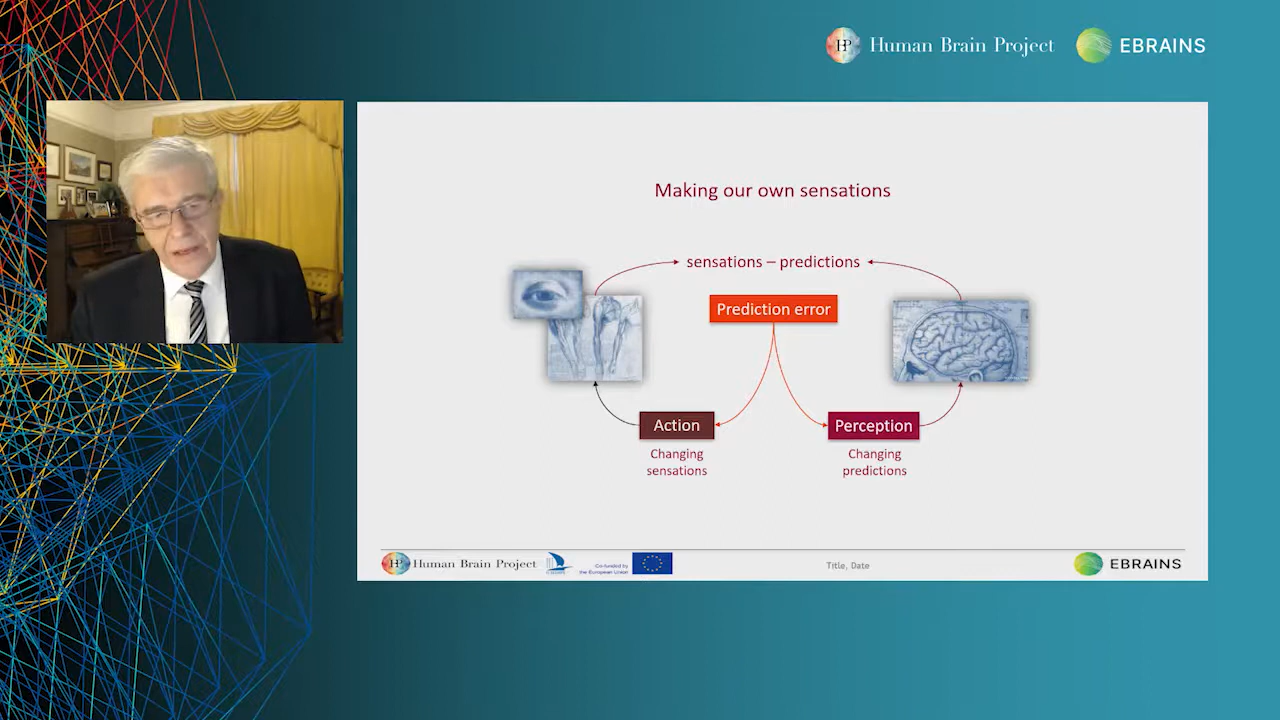 Human Brain Project
EBRAINS
Making our own sensations
sensations – predictions
Prediction error
Action
Perception
Changing
sensations
Changing
predictions
Human Brain Project
Co-funded by
the European Union
Title, Date
EBRAINS